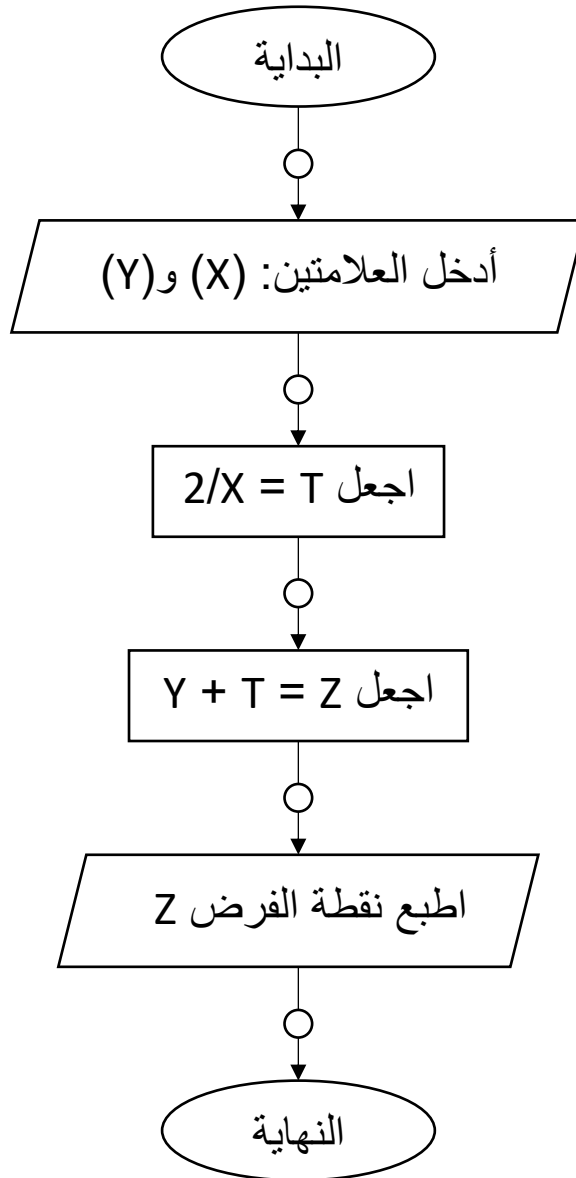 البداية
أدخل العلامتين: (X) و(Y)
اجعل 2/X = T
اجعل Y + T = Z
اطبع نقطة الفرض Z
النهاية